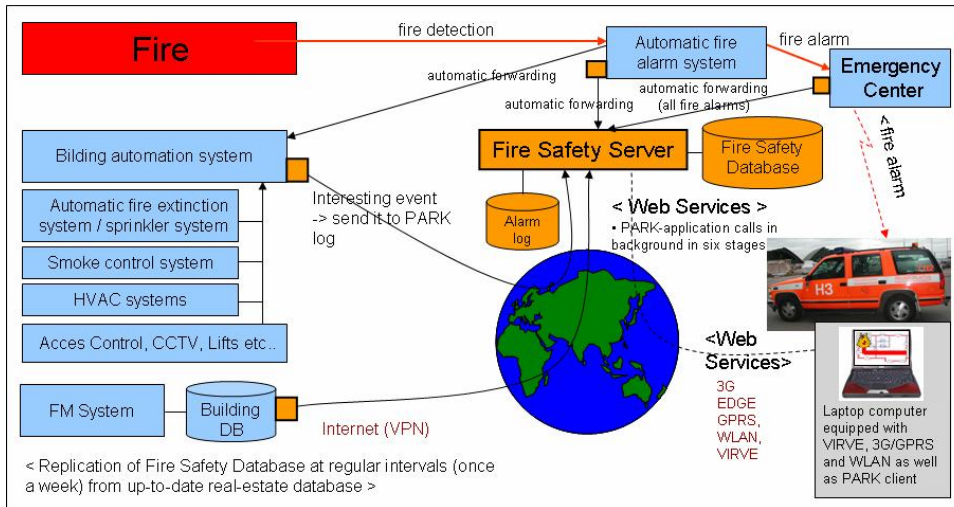 Fire
fire detection
Automatic fire
alarm system
fire alarm
Emergency
Center
automatic forwarding
automatic forwarding
automatic forwarding
(all fire alarms)
< fire alarm
Bilding automation system
Fire Safety Server
Fire Safety
Database
Automatic fire extinction
system / sprinkler system
Smoke control system
HVAC systems
Acces Control, CCTV, Lifts etc..
Interesting event
-> send it to PARK
log
Alarm
log
< Web Services >
▪ PARK-application calls in
background in six stages
H3
<Web
Services>
3G
EDGE
GPRS,
WLAN,
VIRVE
FM System
Building
DB
Internet (VPN)
Laptop computer
equipped with
VIRVE, 3G/GPRS
and WLAN as well
as PARK client
< Replication of Fire Safety Database at regular intervals (once
a week) from up-to-date real-estate database >